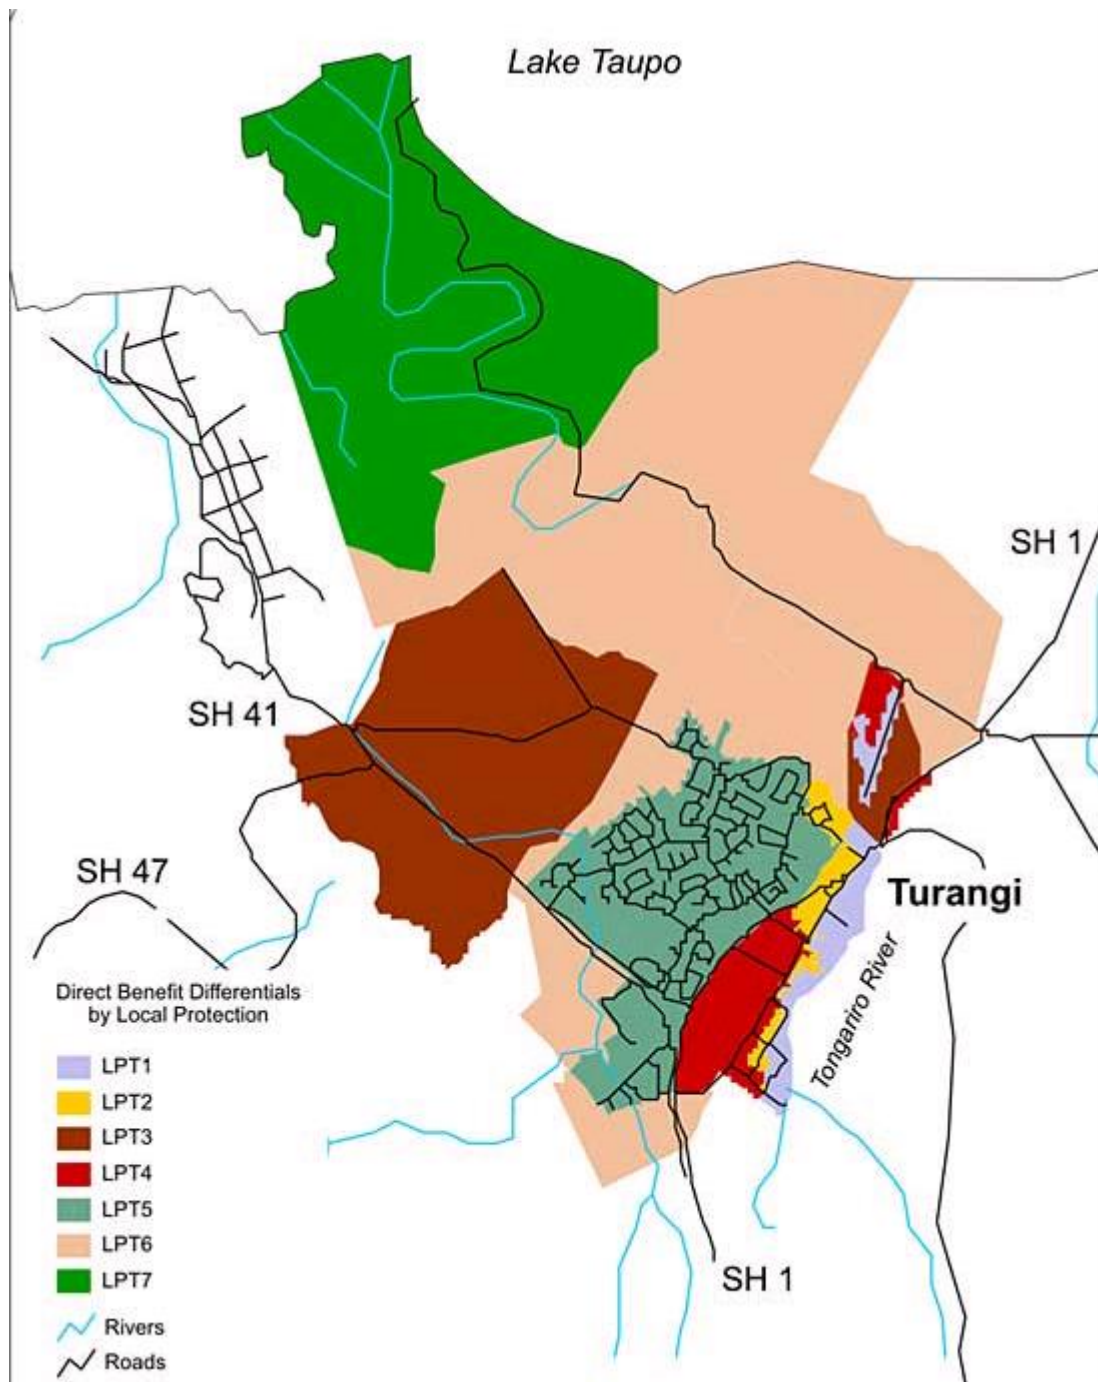 Lake Taupo
SH 1
SH 41
SH 47
Turangi
Tongariro River
Direct Benefit Differentials
by Local Protection
LPT1
LPT2
LPT3
LPT4
LPT5
LPT6
LPT7
Rivers
Roads
SH 1